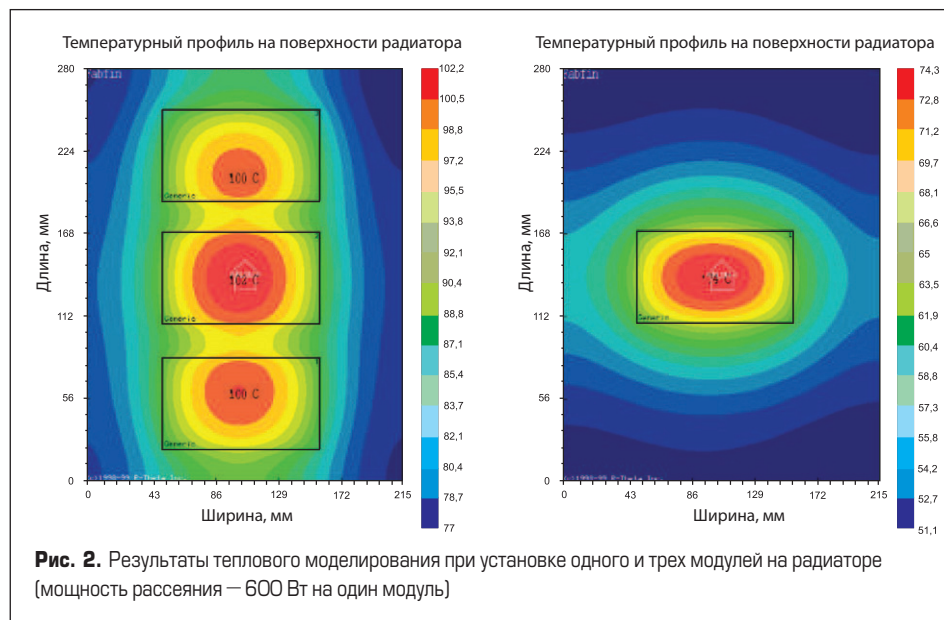 Температурный профиль на поверхности радиатора
280
224
168
112
56
0
Длина, мм
0 43 86 129 172 215
Ширина, мм
Fabfin
3
100 C
Generic
2
Generic
1
100 C
Generic
102,2
100,5
98,8
97,2
95,5
93,8
92,1
90,4
88,8
87,1
85,4
83,7
82,1
80,4
78,7
77
Температурный профиль на поверхности радиатора
280
224
168
112
56
0
Длина, мм
0 43 86 129 172 215
Ширина, мм
Fabfin
1
Generic
74,3
72,8
71,2
69,7
68,1
66,6
65
63,5
61,9
60,4
58,8
57,3
55,8
54,2
52,7
51,1
Рис. 2. Результаты теплового моделирования при установке одного и трех модулей на радиаторе
(мощность рассеяния — 600 Вт на один модуль)